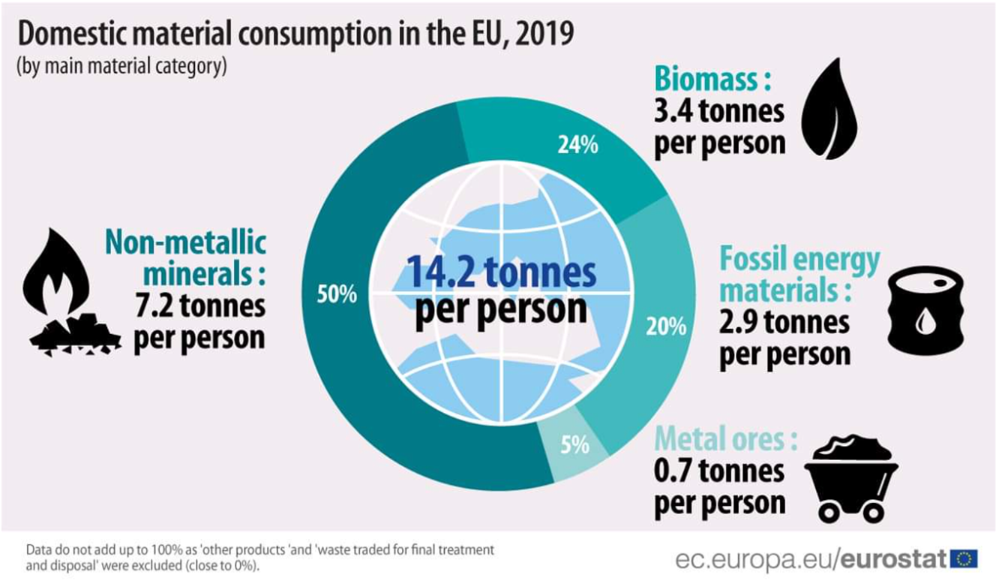 Domestic material consumption in the EU, 2019
(by main material category)
Biomass :
3.4 tonnes
per person
24%
Non-metallic
minerals :
7.2 tonnes
per person
50%
14.2 tonnes
per person
Fossil energy
materials :
2.9 tonnes
per person
20%
Metal ores :
0.7 tonnes
per person
5%
Data do not add up to 100% as 'other products 'and 'waste traded for final treatment
and disposal' were excluded (close to 0%).
ec.europa.eu/eurostat